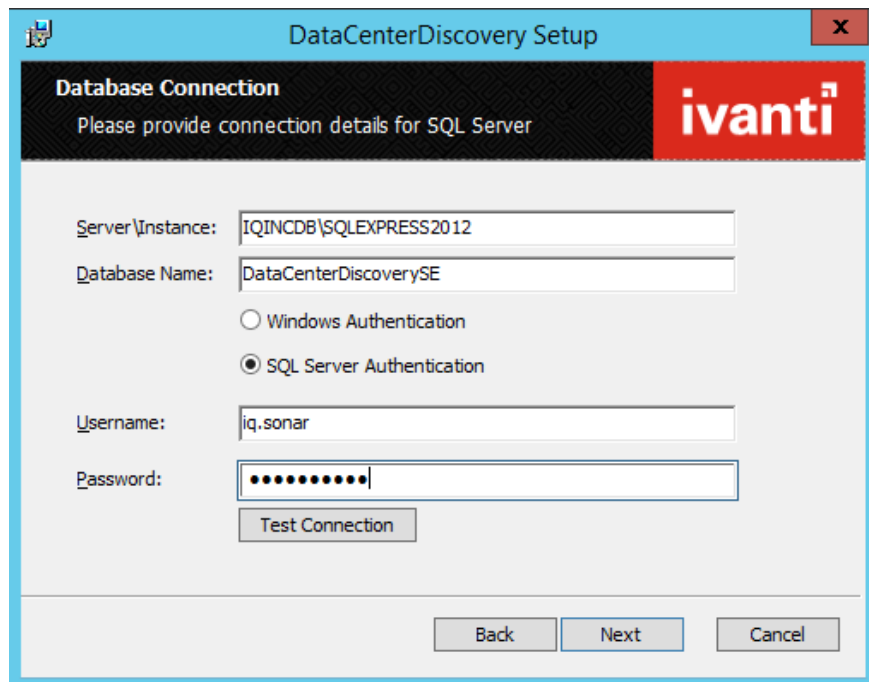 DataCenterDiscovery Setup
x
Database Connection
Please provide connection details for SQL Server
ivanti
Server\Instance: IQINCDB\SQLEXPRESS2012
Database Name: DataCenterDiscoverySE
Windows Authentication
SQL Server Authentication
Username: iq.sonar
Password: ●●●●●●●●●●
Test Connection
Back Next Cancel